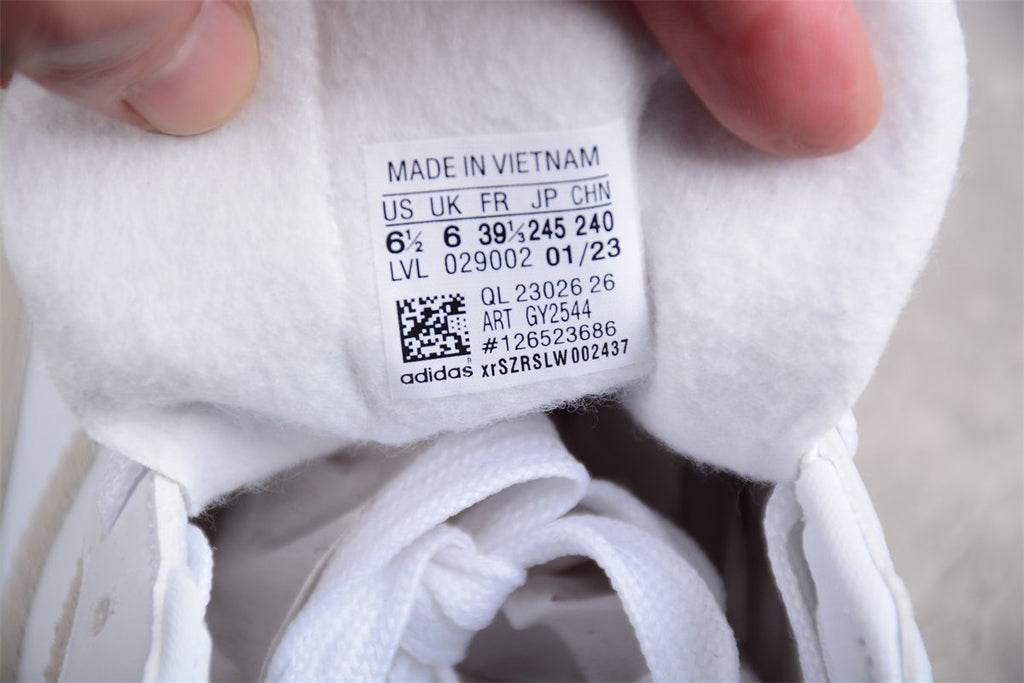 MADE IN VIETNAM
US UK FR JP CHN
6½ 6 39⅓ 245 240
LVL 029002 01/23
QL 23026 26
ART GY2544
#126523686
adidas xrSZRSLW002437